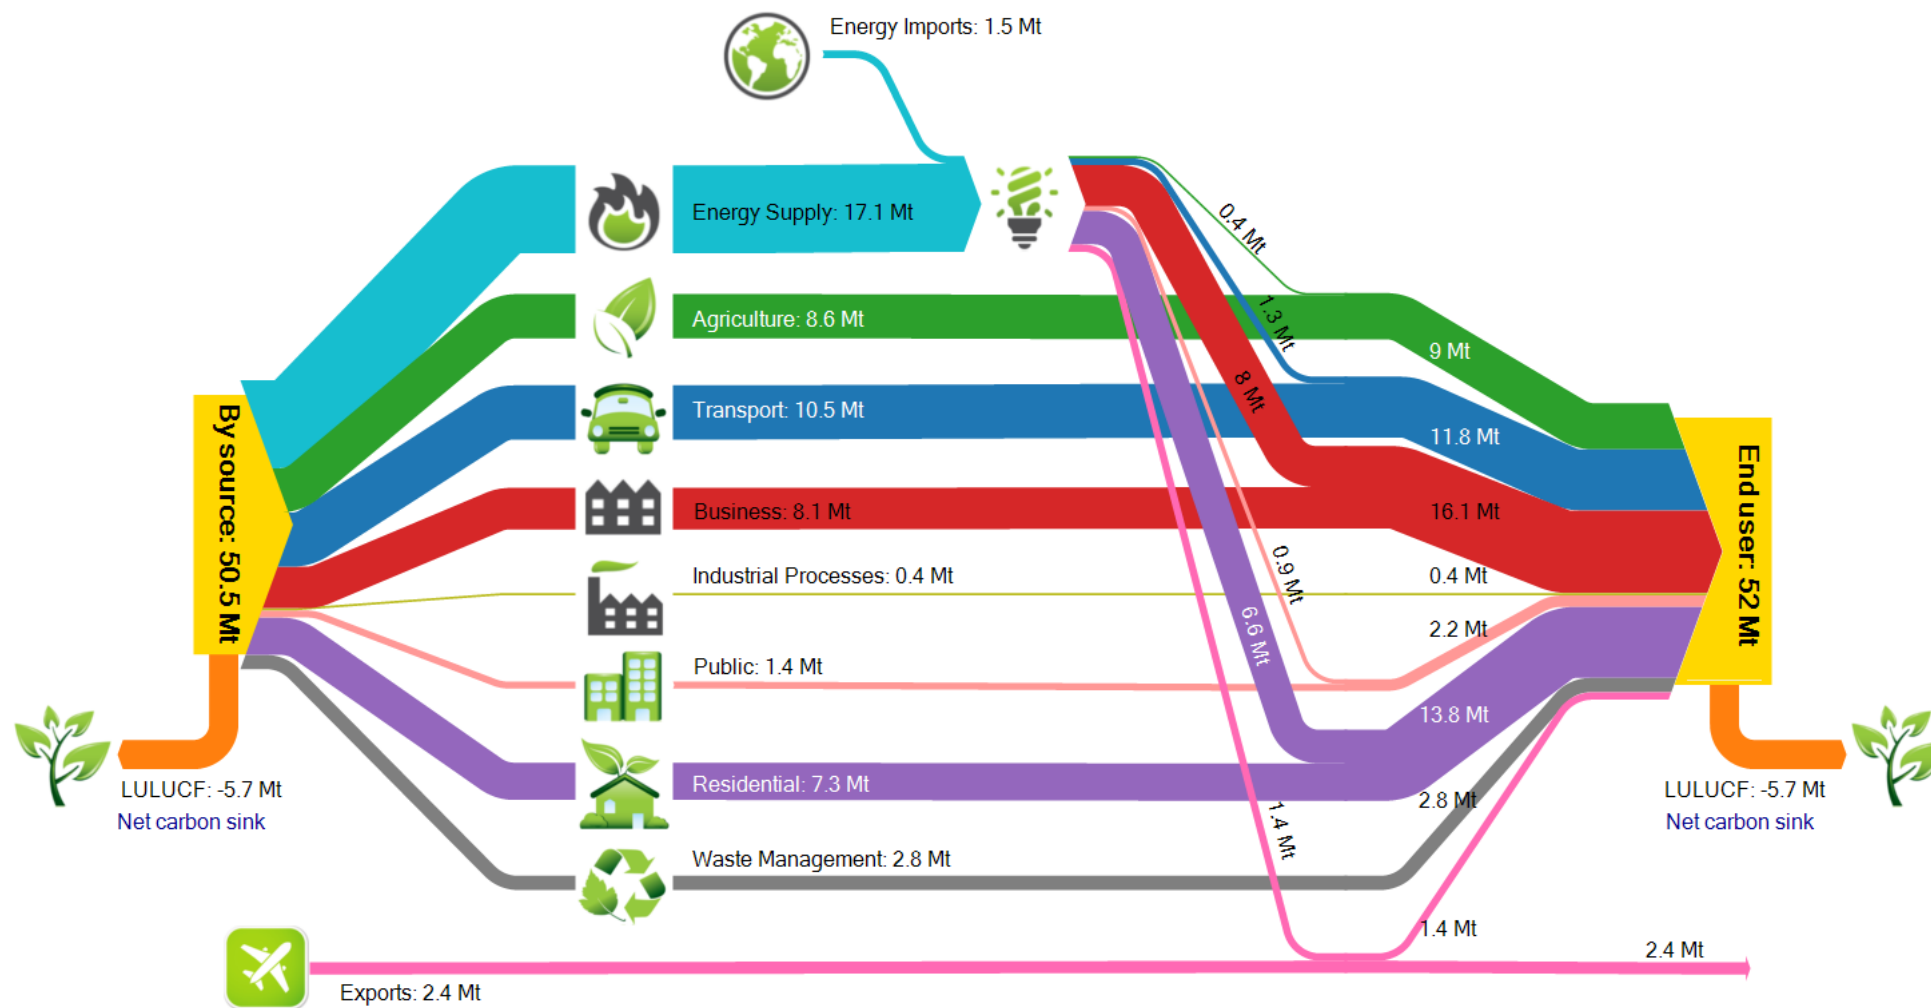 Energy Imports: 1.5 Mt
Energy Supply: 17.1 Mt
0.4 Mt
Agriculture: 8.6 Mt
1.3 Mt
9 Mt
Transport: 10.5 Mt
8 Mt
11.8 Mt
By source: 50.5 Mt
End user: 52 Mt
Business: 8.1 Mt
16.1 Mt
Industrial Processes: 0.4 Mt
0.9 Mt
0.4 Mt
6.6 Mt
2.2 Mt
Public: 1.4 Mt
13.8 Mt
LULUCF: -5.7 Mt
Net carbon sink
Residential: 7.3 Mt
1.4 Mt
2.8 Mt
LULUCF: -5.7 Mt
Net carbon sink
Waste Management: 2.8 Mt
1.4 Mt
2.4 Mt
Exports: 2.4 Mt